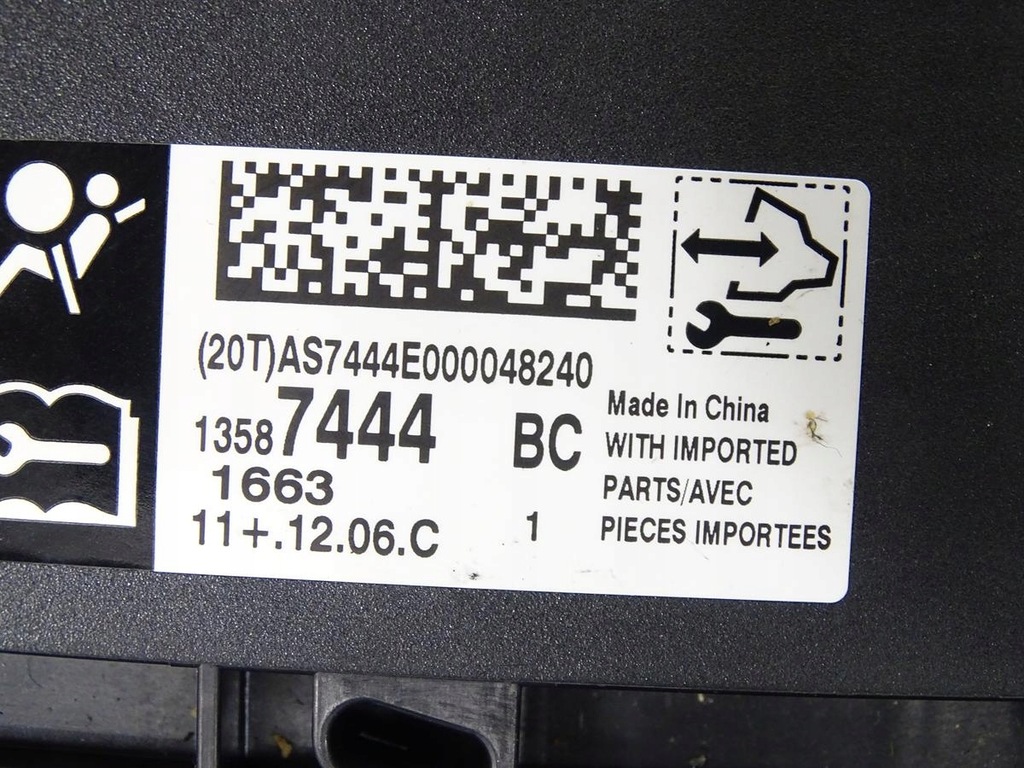 (20T)AS7444E000048240
13587444 BC
1663
11+.12.06.C 1
Made In China
WITH IMPORTED
PARTS/AVEC
PIECES IMPORTEES